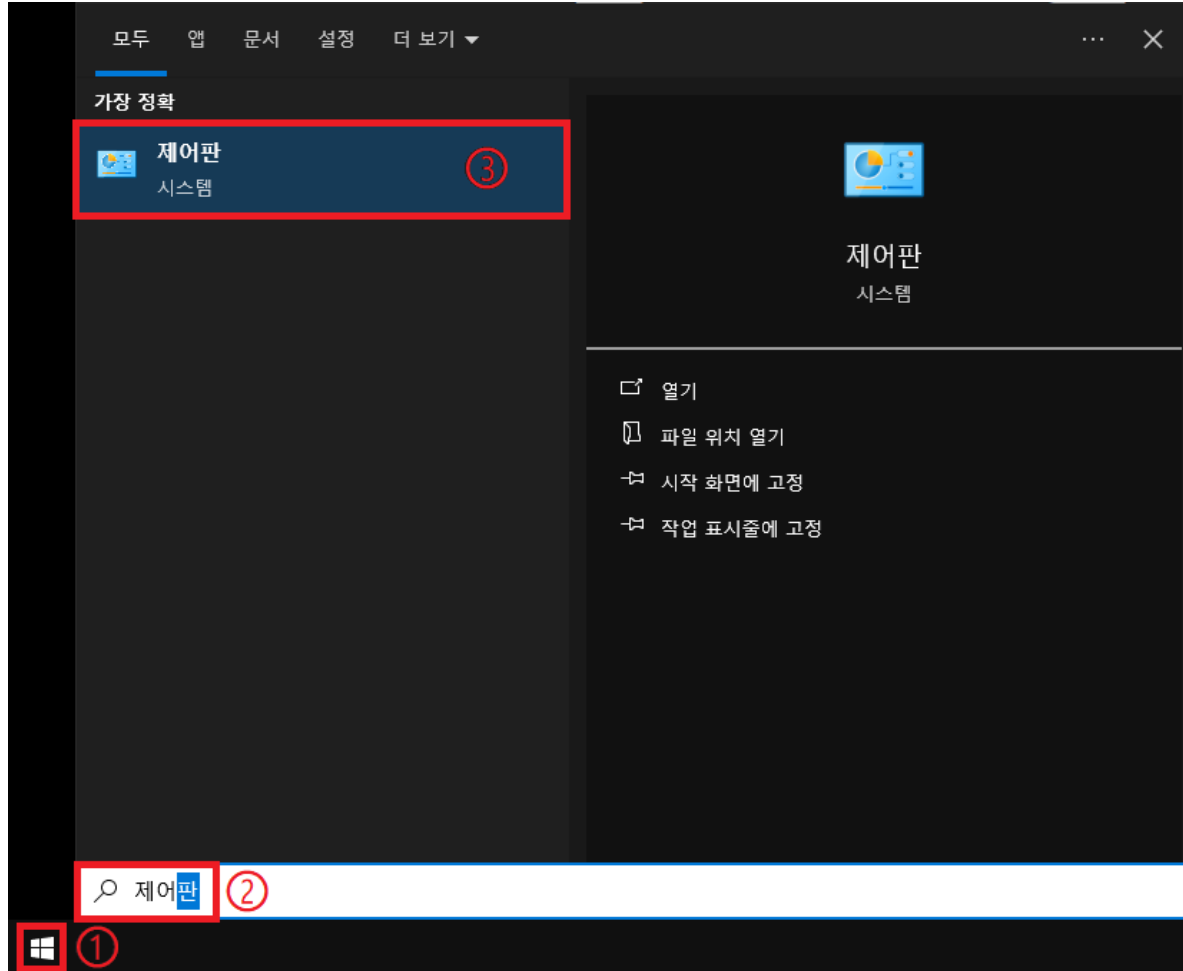 모두 앱 문서 설정 더 보기
가장 정확
제어판
시스템
③
제어판
시스템
열기
파일 위치 열기
시작 화면에 고정
작업 표시줄에 고정
제어판 ②
①